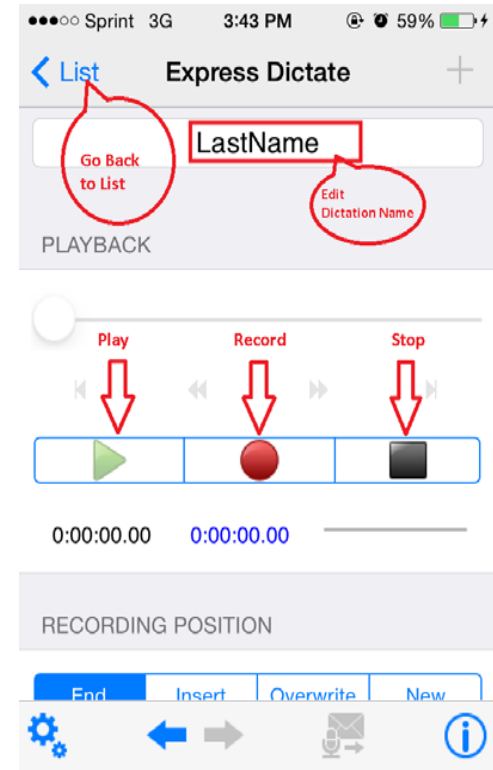 Sprint 3G 3:43 PM 59%
List Express Dictate
LastName
Go Back
to List
Edit
Dictation Name
PLAYBACK
Play Record Stop
0:00:00.00 0:00:00.00
RECORDING POSITION
End Insert Overwrite New